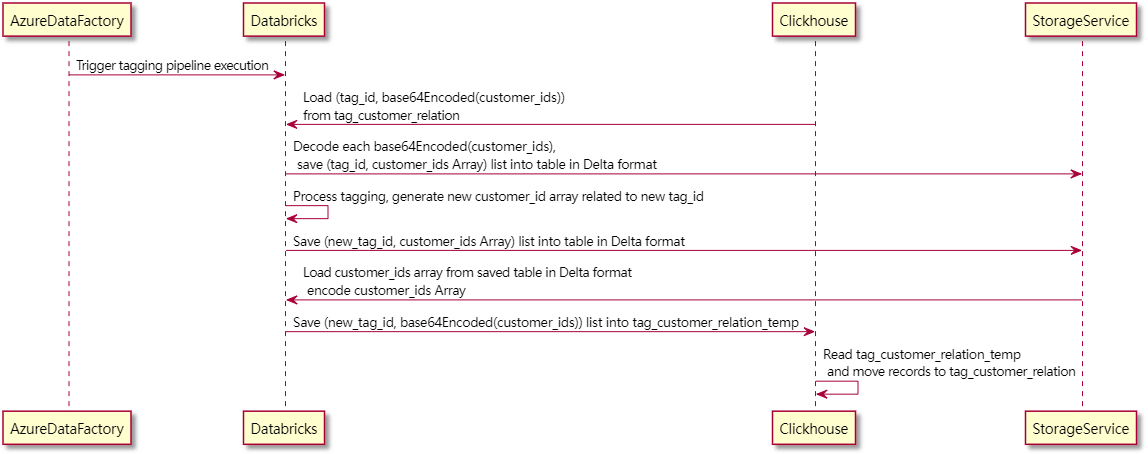 AzureDataFactory
Databricks
Clickhouse
StorageService
Trigger tagging pipeline execution
Load (tag_id, base64Encoded(customer_ids))
from tag_customer_relation
Decode each base64Encoded(customer_ids),
save (tag_id, customer_ids Array) list into table in Delta format
Process tagging, generate new customer_id array related to new tag_id
Save (new_tag_id, customer_ids Array) list into table in Delta format
Load customer_ids array from saved table in Delta format
encode customer_ids Array
Save (new_tag_id, base64Encoded(customer_ids)) list into tag_customer_relation_temp
Read tag_customer_relation_temp
and move records to tag_customer_relation
AzureDataFactory
Databricks
Clickhouse
StorageService